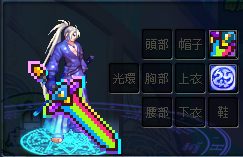 頭部 帽子
光環 胸部 上衣
腰部 下衣 鞋